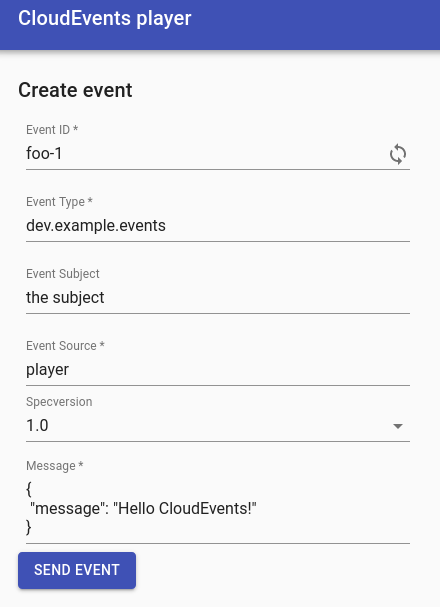 CloudEvents player
Create event
Event ID *
foo-1
Event Type *
dev.example.events
Event Subject
the subject
Event Source *
player
Specversion
1.0
Message *
{
"message": "Hello CloudEvents!"
}
SEND EVENT